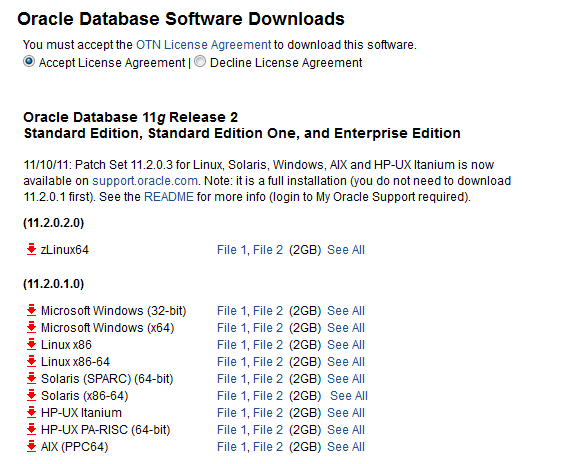 Oracle Database Software Downloads
You must accept the OTN License Agreement to download this software.
Accept License Agreement | Decline License Agreement
Oracle Database 11g Release 2
Standard Edition, Standard Edition One, and Enterprise Edition
11/10/11: Patch Set 11.2.0.3 for Linux, Solaris, Windows, AIX and HP-UX Itanium is now
available on support.oracle.com. Note: it is a full installation (you do not need to download
11.2.0.1 first). See the README for more info (login to My Oracle Support required).
(11.2.0.2.0)
zLinux64 File 1, File 2 (2GB) See All
(11.2.0.1.0)
Microsoft Windows (32-bit) File 1, File 2 (2GB) See All
Microsoft Windows (x64) File 1, File 2 (2GB) See All
Linux x86 File 1, File 2 (2GB) See All
Linux x86-64 File 1, File 2 (2GB) See All
Solaris (SPARC) (64-bit) File 1, File 2 (2GB) See All
Solaris (x86-64) File 1, File 2 (2GB) See All
HP-UX Itanium File 1, File 2 (2GB) See All
HP-UX PA-RISC (64-bit) File 1, File 2 (2GB) See All
AIX (PPC64) File 1, File 2 (2GB) See All